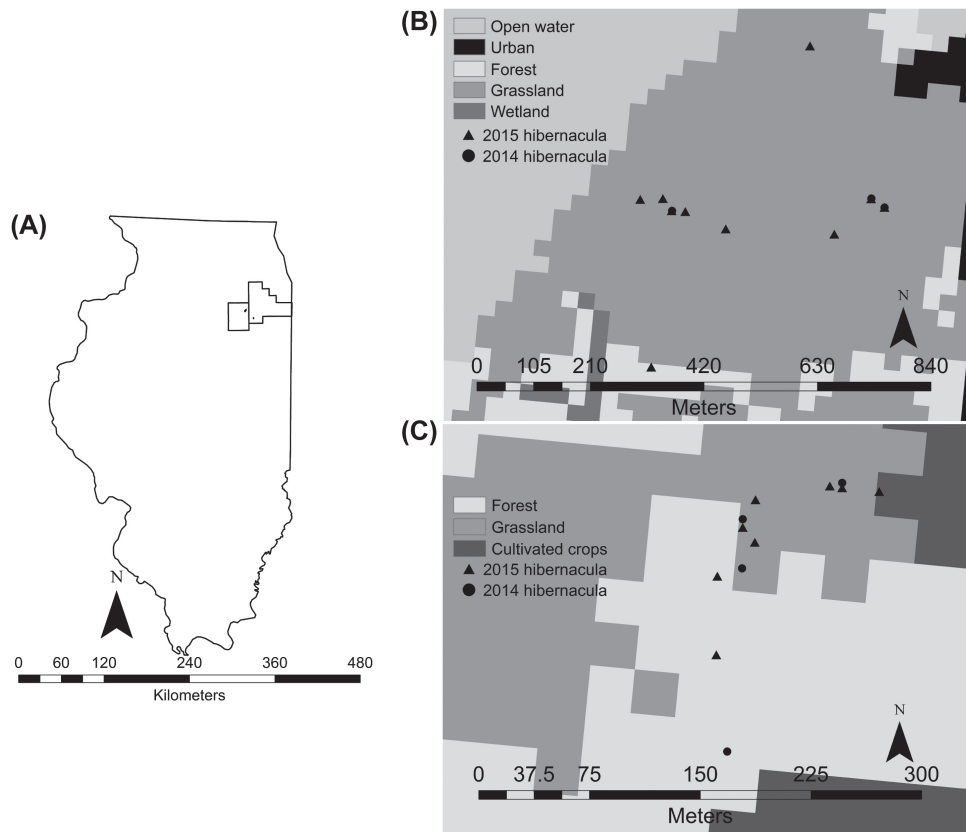 (A)
N
0 60 120 240 360 480
Kilometers
(B)
Open water
Urban
Forest
Grassland
Wetland
2015 hibernacula
2014 hibernacula
N
0 105 210 420 630 840
Meters
(C)
Forest
Grassland
Cultivated crops
2015 hibernacula
2014 hibernacula
N
0 37.5 75 150 225 300
Meters